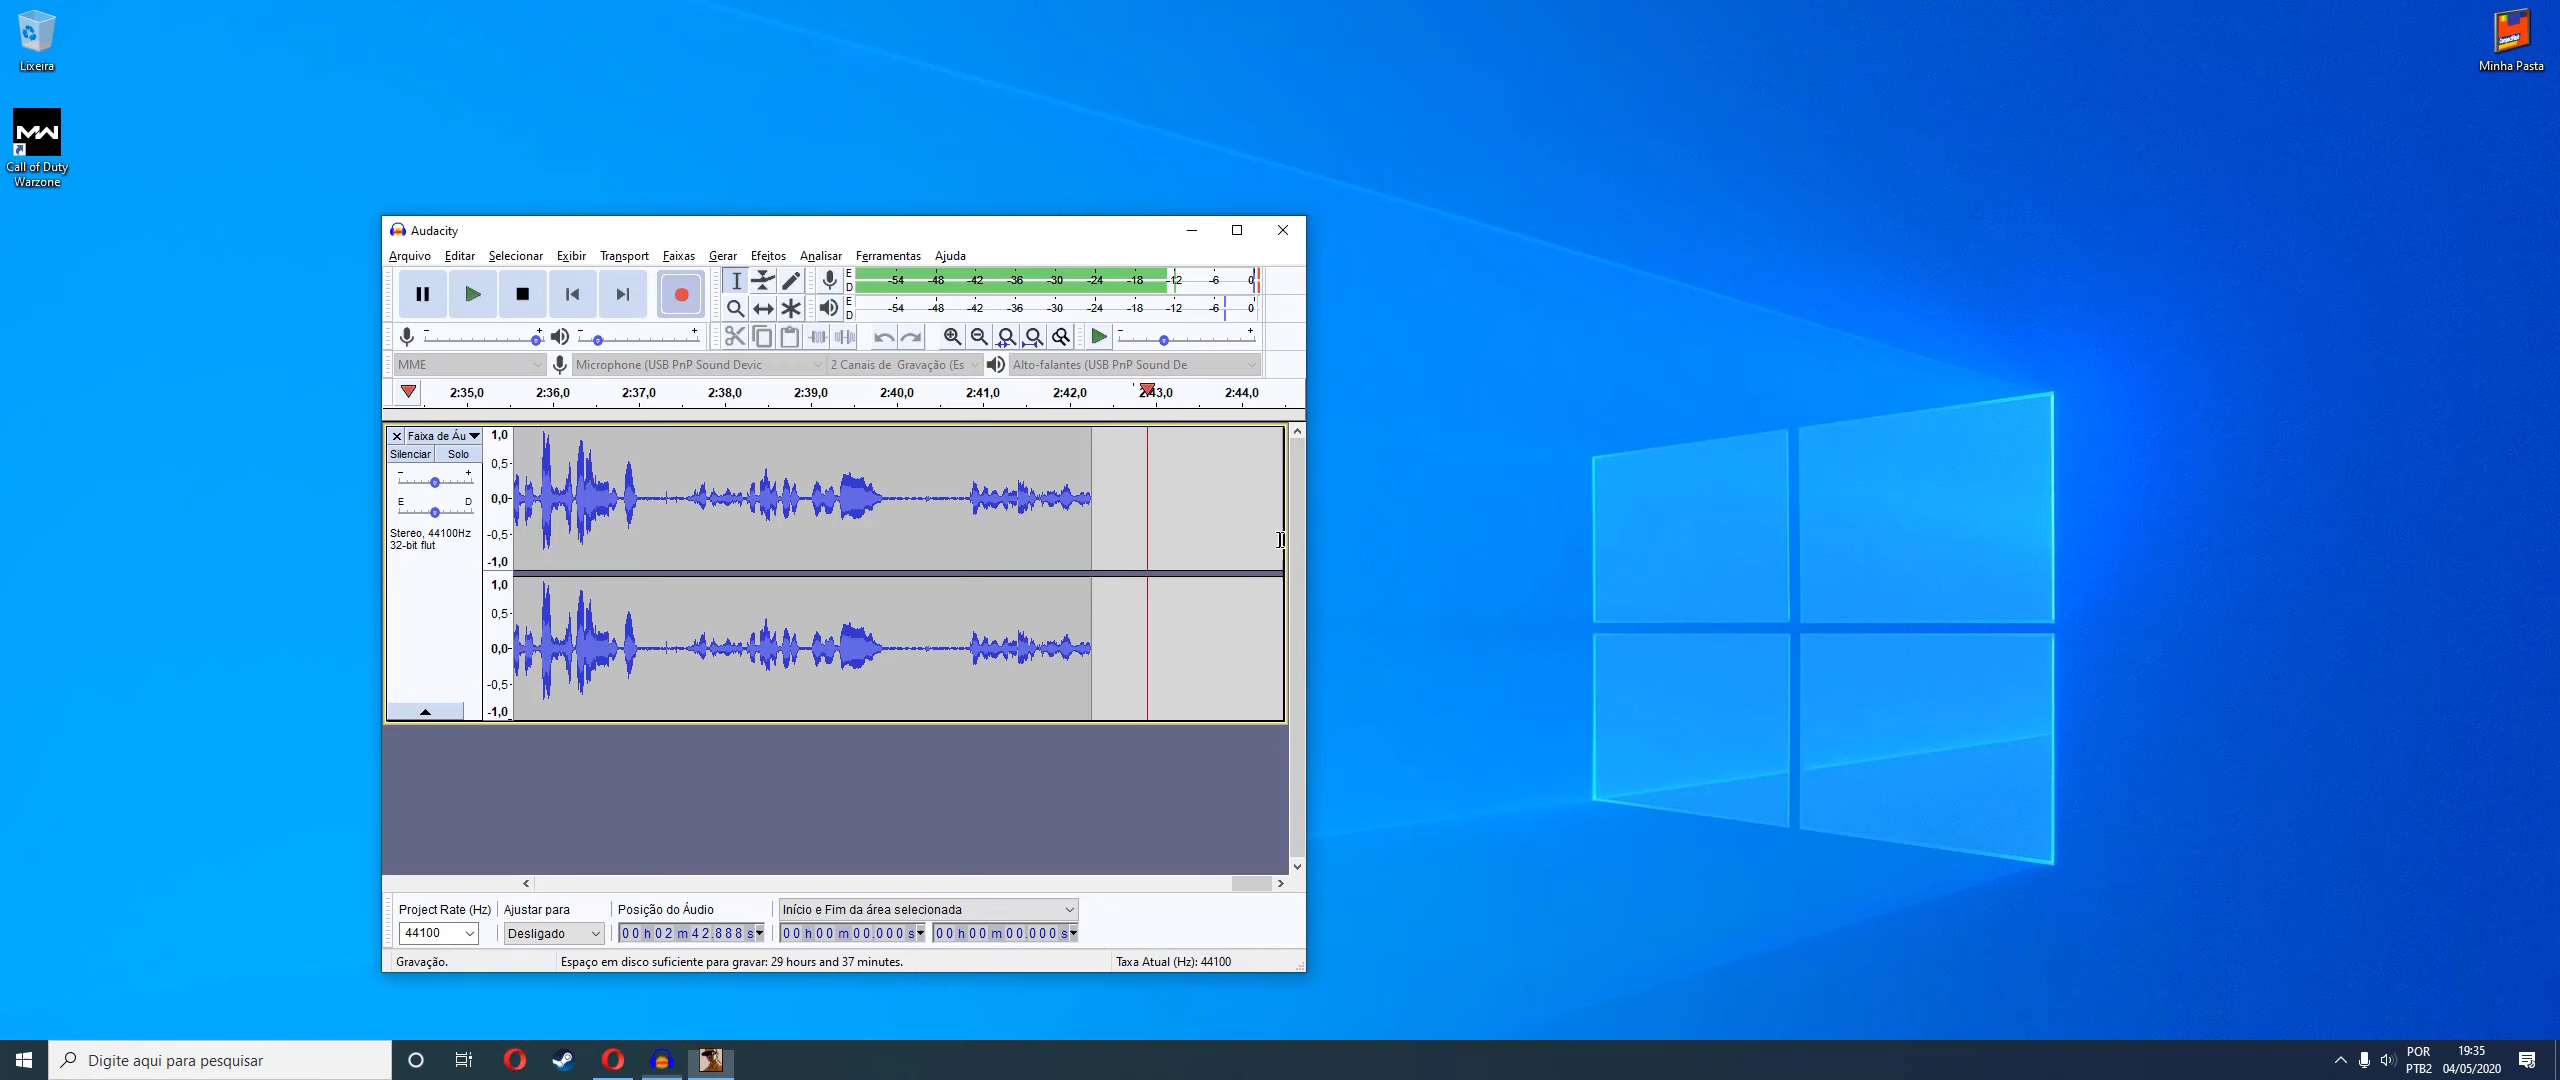 Lixeira
Minha Pasta
MW
Call of Duty
Warzone
Audacity
Arquivo Editar Selecionar Exibir Transport Faixas Gerar Efeitos Analisar Ferramentas Ajuda
E
D
-54 -48 -42 -36 -30 -24 -18 -12 -6 0
E
D
-54 -48 -42 -36 -30 -24 -18 -12 -6 0
- + - + - +
MME Microphone (USB PnP Sound Devic 2 Canais de Gravação (Es Alto-falantes (USB PnP Sound De
2:35,0 2:36,0 2:37,0 2:38,0 2:39,0 2:40,0 2:41,0 2:42,0 2:43,0 2:44,0
Faixa de Áu
Silenciar Solo
- +
E D
Stereo, 44100Hz
32-bit flut
1,0
0,5
0,0
-0,5
-1,0
1,0
0,5
0,0
-0,5
-1,0
Project Rate (Hz) Ajustar para Posição do Áudio Início e Fim da área selecionada
44100 Desligado 00 h 02 m 42.888 s 00 h 00 m 00.000 s 00 h 00 m 00.000 s
Gravação. Espaço em disco suficiente para gravar: 29 hours and 37 minutes. Taxa Atual (Hz): 44100
Digite aqui para pesquisar
POR
PTB2
19:35
04/05/2020